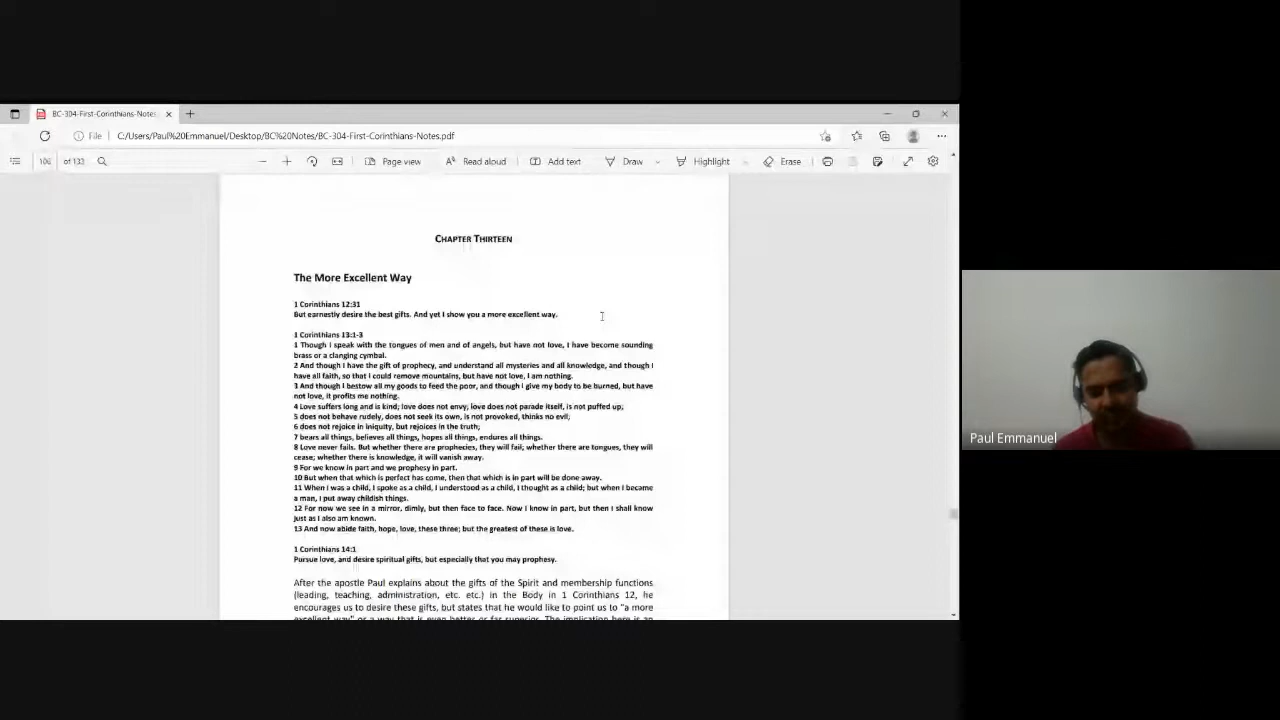 BC-304-First-Corinthians-Notes
File C:/Users/Paul%20Emmanuel/Desktop/BC%20Notes/BC-304-First-Corinthians-Notes.pdf
106 of 133 Page view Read aloud Add text Draw Highlight Erase
CHAPTER THIRTEEN
The More Excellent Way
1 Corinthians 12:31
But earnestly desire the best gifts. And yet I show you a more excellent way.
1 Corinthians 13:1-3
1 Though I speak with the tongues of men and of angels, but have not love, I have become sounding
brass or a clanging cymbal.
2 And though I have the gift of prophecy, and understand all mysteries and all knowledge, and though I
have all faith, so that I could remove mountains, but have not love, I am nothing.
3 And though I bestow all my goods to feed the poor, and though I give my body to be burned, but have
not love, it profits me nothing.
4 Love suffers long and is kind; love does not envy; love does not parade itself, is not puffed up;
5 does not behave rudely, does not seek its own, is not provoked, thinks no evil;
6 does not rejoice in iniquity, but rejoices in the truth;
7 bears all things, believes all things, hopes all things, endures all things.
8 Love never fails. But whether there are prophecies, they will fail; whether there are tongues, they will
cease; whether there is knowledge, it will vanish away.
9 For we know in part and we prophesy in part.
10 But when that which is perfect has come, then that which is in part will be done away.
11 When I was a child, I spoke as a child, I understood as a child, I thought as a child; but when I became
a man, I put away childish things.
12 For now we see in a mirror, dimly, but then face to face. Now I know in part, but then I shall know
just as I also am known.
13 And now abide faith, hope, love, these three; but the greatest of these is love.
1 Corinthians 14:1
Pursue love, and desire spiritual gifts, but especially that you may prophesy.
After the apostle Paul explains about the gifts of the Spirit and membership functions
(leading, teaching, administration, etc. etc.) in the Body in 1 Corinthians 12, he
encourages us to desire these gifts, but states that he would like to point us to "a more
excellent way" or a way that is even better or far superior. The implication here is an
Paul Emmanuel